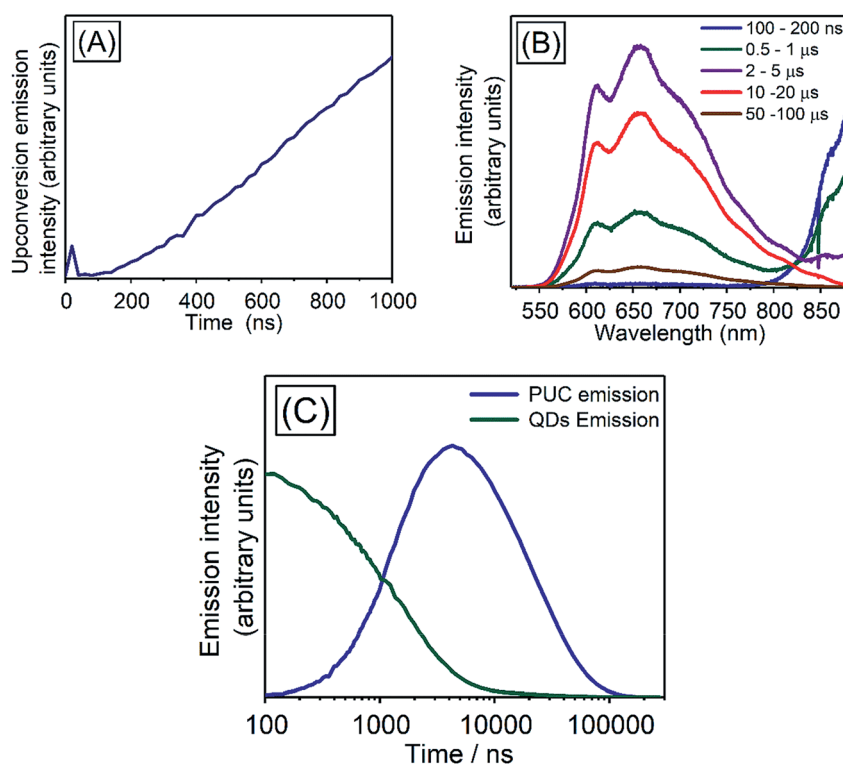 (A)
Upconversion emission
intensity (arbitrary units)
0 200 400 600 800 1000
Time (ns)
(B)
100 - 200 ns
0.5 - 1 μs
2 - 5 μs
10 -20 μs
50 -100 μs
Emission intensity
(arbitrary units)
550 600 650 700 750 800 850
Wavelength (nm)
(C)
PUC emission
QDs Emission
Emission intensity
(arbitrary units)
100 1000 10000 100000
Time / ns